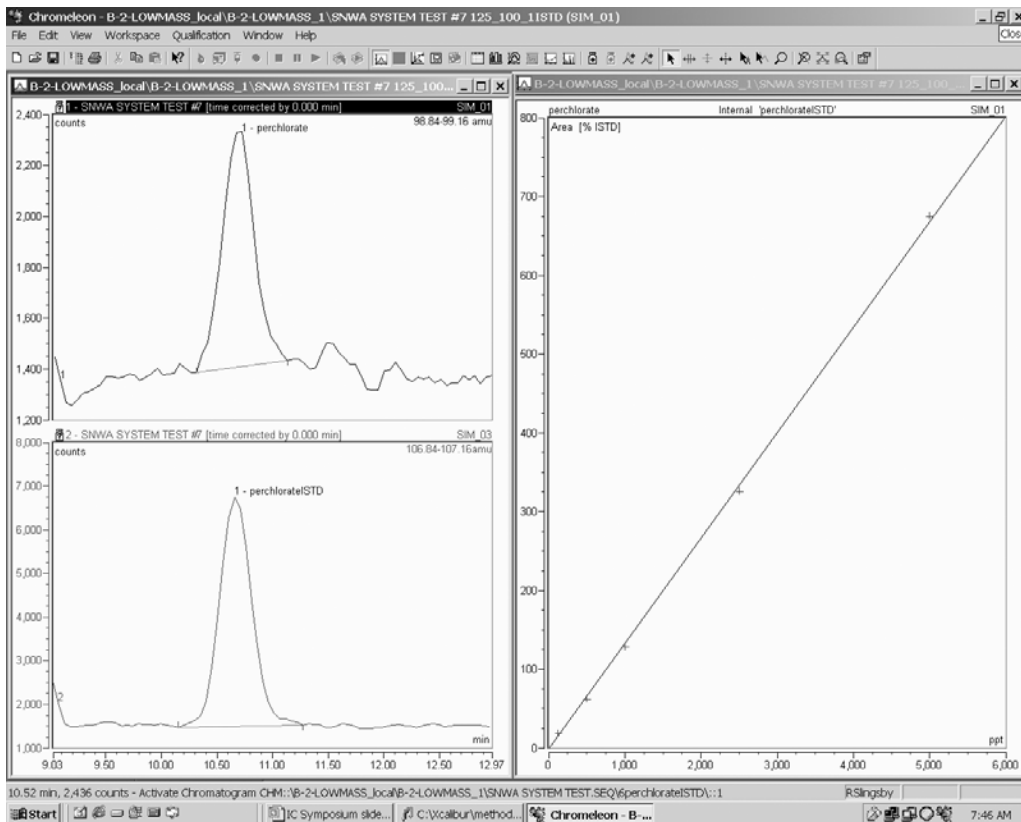 Chromeleon - B-2-LOWMASS_local\B-2-LOWMASS_1\SNWA SYSTEM TEST #7 125_100_1ISTD (SIM_01)
File Edit View Workspace Qualification Window Help
Clos
B-2-LOWMASS_local\B-2-LOWMASS_1\SNWA SYSTEM TEST #7 125_100...
1 - SNWA SYSTEM TEST #7 [time corrected by 0.000 min] SIM_01
counts
98.84-99.16 amu
1 - perchlorate
2,400
2,200
2,000
1,800
1,600
1,400
1,200
1
2 - SNWA SYSTEM TEST #7 [time corrected by 0.000 min] SIM_03
counts
106.84-107.16amu
1 - perchlorateISTD
8,000
7,000
6,000
5,000
4,000
3,000
2,000
1,000
2
min
9.03 9.50 10.00 10.50 11.00 11.50 12.00 12.97
B-2-LOWMASS_local\B-2-LOWMASS_1\SNWA SYSTEM TEST #7 125_100...
perchlorate Internal 'perchlorateISTD' SIM_01
Area [% ISTD]
800
700
600
500
400
300
200
100
0
ppt
0 1,000 2,000 3,000 4,000 5,000 6,000
10.52 min, 2,436 counts - Activate Chromatogram CHM::\B-2-LOWMASS_local\B-2-LOWMASS_1\SNWA SYSTEM TEST.SEQ\6perchlorateISTD\::1
RSlingsby
Start
IC Symposium slide...
C:\Xcalibur\method...
Chromeleon - B-...
7:46 AM